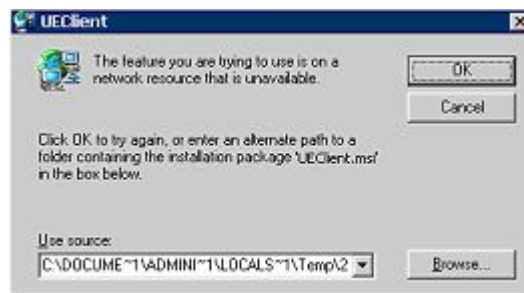 UEClient
The feature you are trying to use is on a
network resource that is unavailable.
OK
Cancel
Click OK to try again, or enter an alternate path to a
folder containing the installation package 'UEClient.msi'
in the box below.
Use source:
C:\DOCUME~1\ADMINI~1\LOCALS~1\Temp\2
Browse...